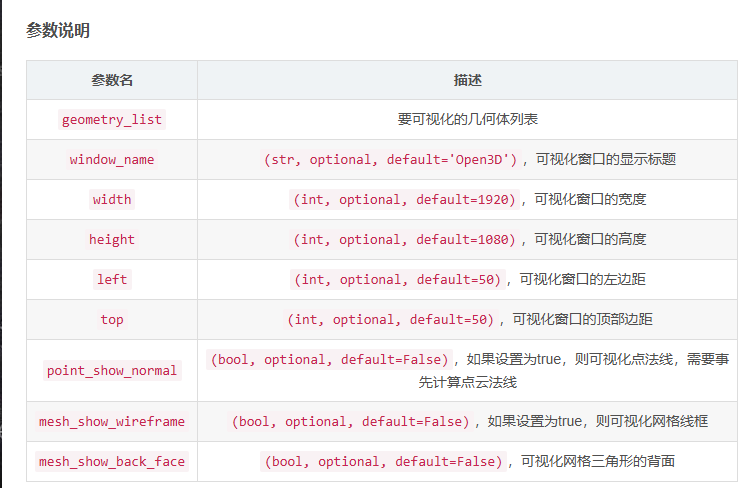 参数说明
参数名 描述
geometry_list 要可视化的几何体列表
window_name (str, optional, default='Open3D')，可视化窗口的显示标题
width (int, optional, default=1920)，可视化窗口的宽度
height (int, optional, default=1080)，可视化窗口的高度
left (int, optional, default=50)，可视化窗口的左边距
top (int, optional, default=50)，可视化窗口的顶部边距
point_show_normal (bool, optional, default=False)，如果设置为true，则可视化点法线，需要事
先计算点云法线
mesh_show_wireframe (bool, optional, default=False)，如果设置为true，则可视化网格线框
mesh_show_back_face (bool, optional, default=False)，可视化网格三角形的背面